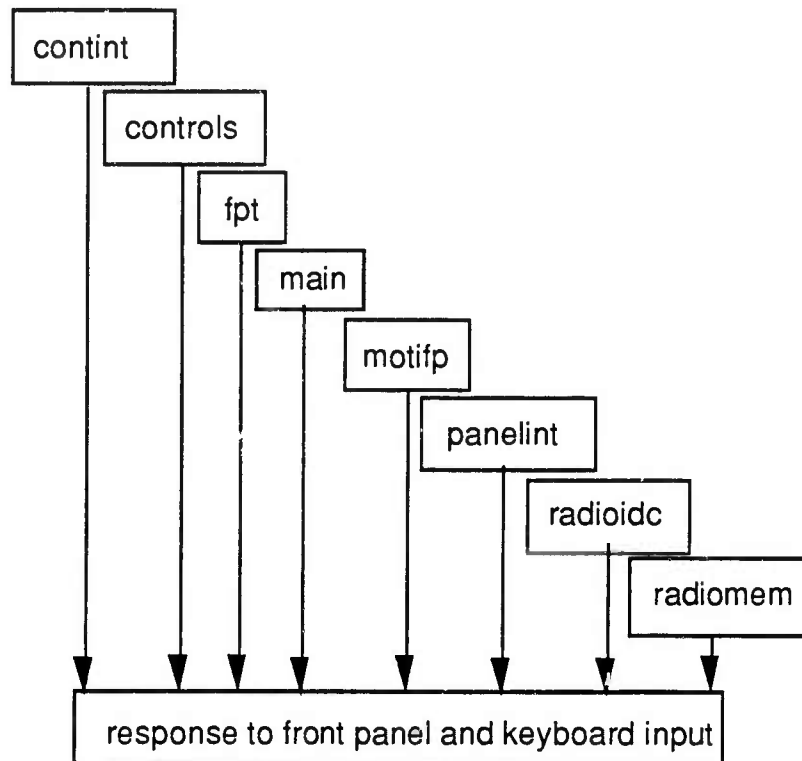 contint
controls
fpt
main
motifp
panelint
radioidc
radiomem
response to front panel and keyboard input